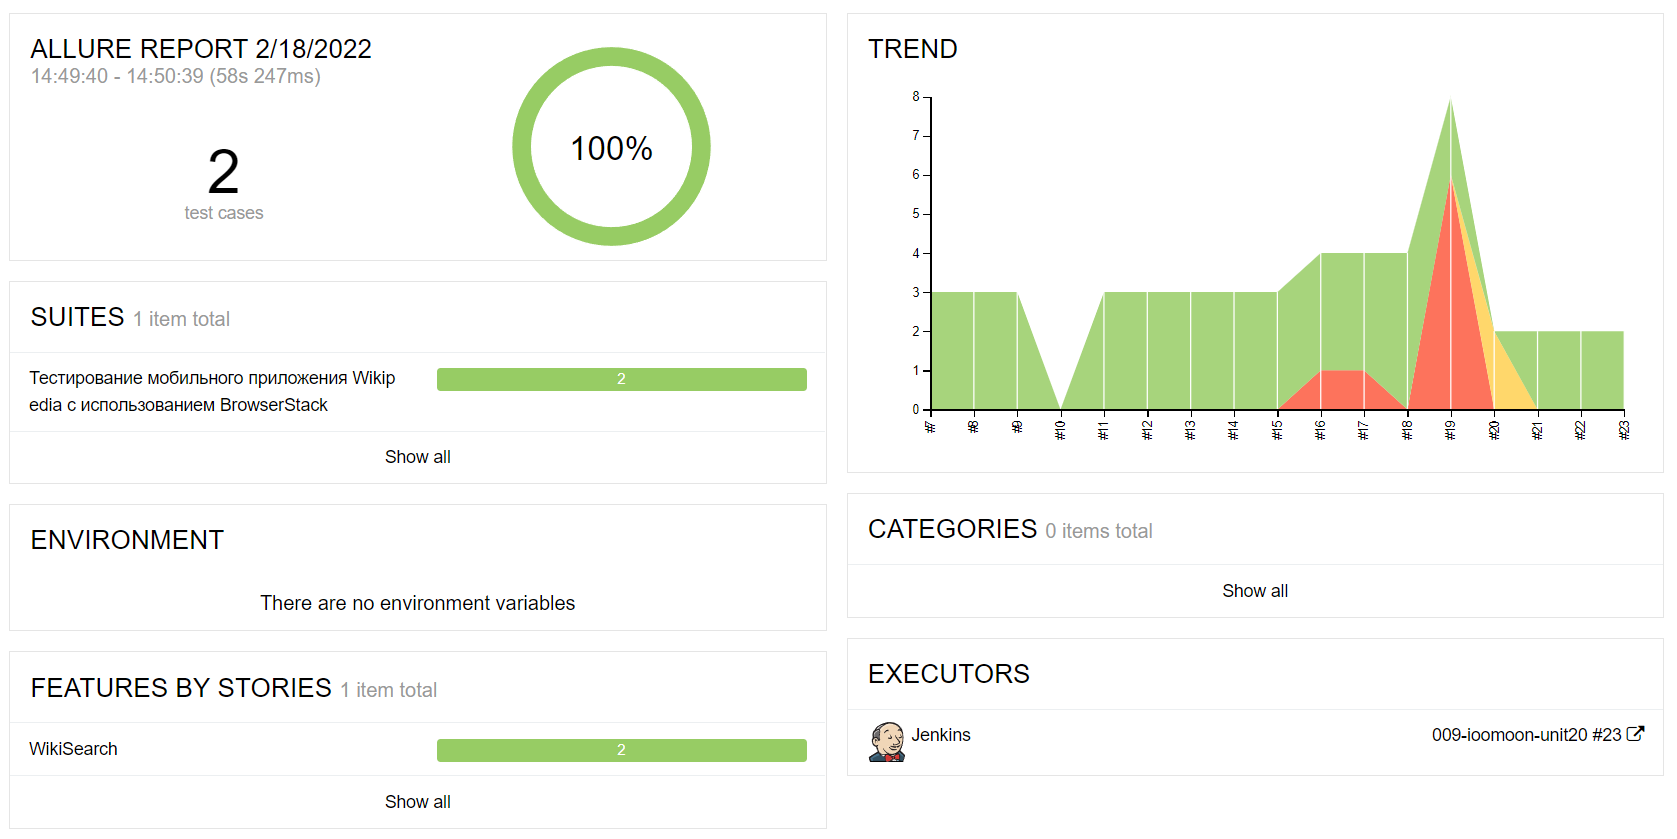 ALLURE REPORT 2/18/2022
14:49:40 - 14:50:39 (58s 247ms)
2
test cases
100%
SUITES 1 item total
Тестирование мобильного приложения Wikip
edia с использованием BrowserStack
2
Show all
ENVIRONMENT
There are no environment variables
FEATURES BY STORIES 1 item total
WikiSearch
2
Show all
TREND
8
7
6
5
4
3
2
1
0
#7
#8
#9
#10
#11
#12
#13
#14
#15
#16
#17
#18
#19
#20
#21
#22
#23
CATEGORIES 0 items total
Show all
EXECUTORS
Jenkins
009-ioomoon-unit20 #23